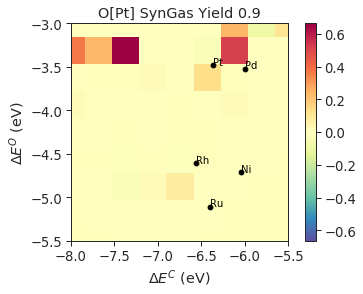 O[Pt] SynGas Yield 0.9
ΔE^O (eV)
−3.0
−3.5
−4.0
−4.5
−5.0
−5.5
Pt
Pd
Rh
Ni
Ru
−8.0 −7.5 −7.0 −6.5 −6.0 −5.5
ΔE^C (eV)
0.6
0.4
0.2
0.0
−0.2
−0.4
−0.6